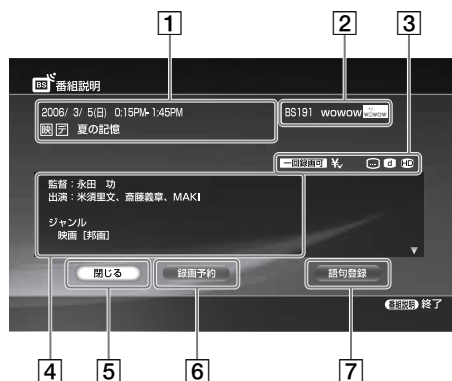 1 2 3
BS 番組説明
2006/ 3/ 5(日) 0:15PM-1:45PM
映 デ 夏の記憶
BS191 WOWOW WOWOW
一回録画可 ¥ ... d HD
監督：永田 功
出演：米須里文、斎藤義章、MAKI
ジャンル
映画 [邦画]
閉じる 録画予約 語句登録
番組説明 終了
4 5 6 7